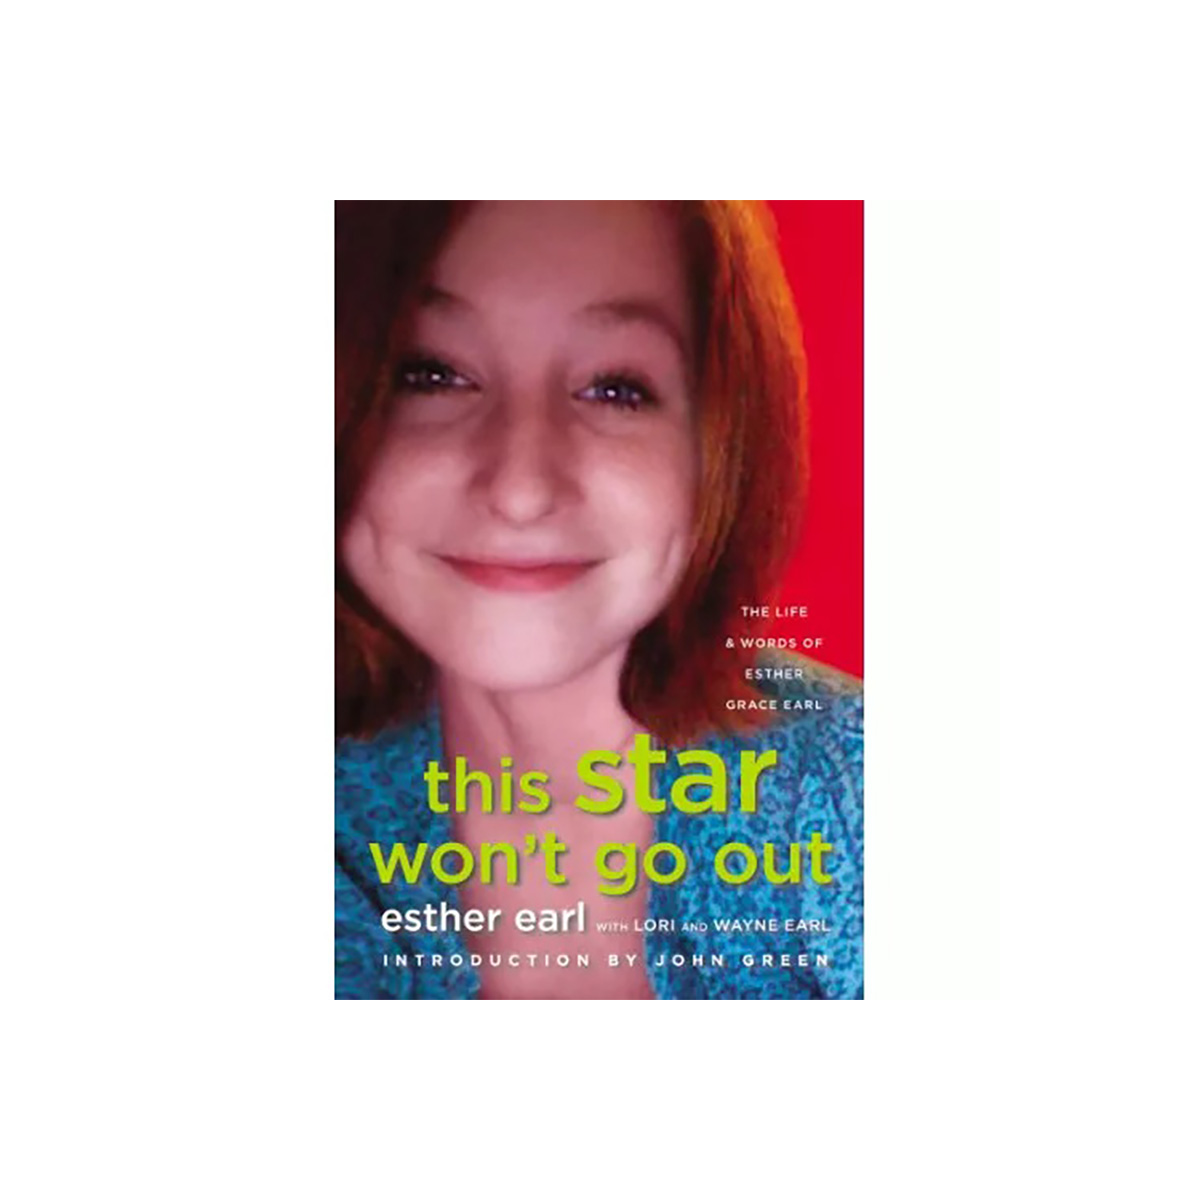 THE LIFE
& WORDS OF
ESTHER
GRACE EARL
this star
won't go out
esther earl WITH LORI AND WAYNE EARL
INTRODUCTION BY JOHN GREEN